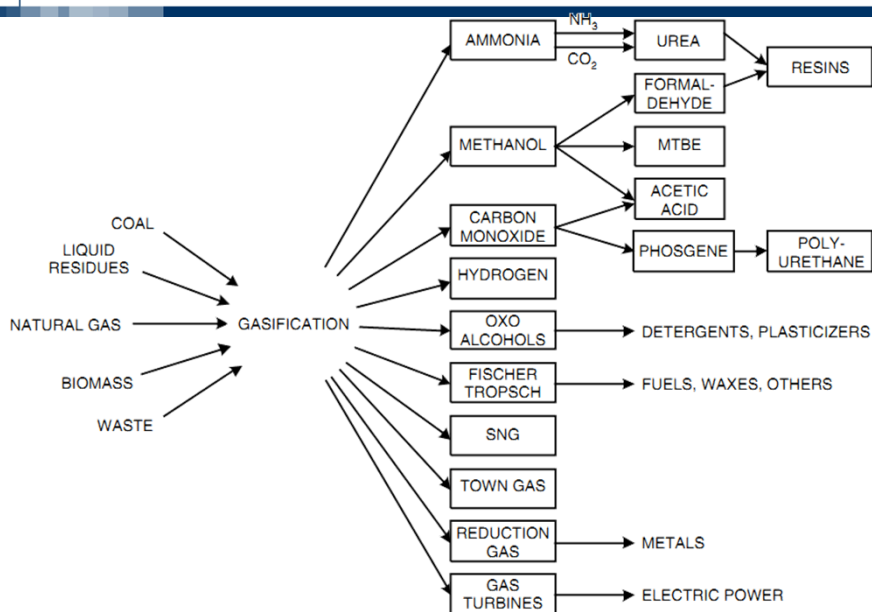 NH3
AMMONIA
UREA
CO2
RESINS
FORMAL-
DEHYDE
METHANOL
MTBE
ACETIC
ACID
CARBON
MONOXIDE
PHOSGENE
POLY-
URETHANE
COAL
LIQUID
RESIDUES
NATURAL GAS
BIOMASS
WASTE
GASIFICATION
HYDROGEN
OXO
ALCOHOLS
DETERGENTS, PLASTICIZERS
FISCHER
TROPSCH
FUELS, WAXES, OTHERS
SNG
TOWN GAS
REDUCTION
GAS
METALS
GAS
TURBINES
ELECTRIC POWER